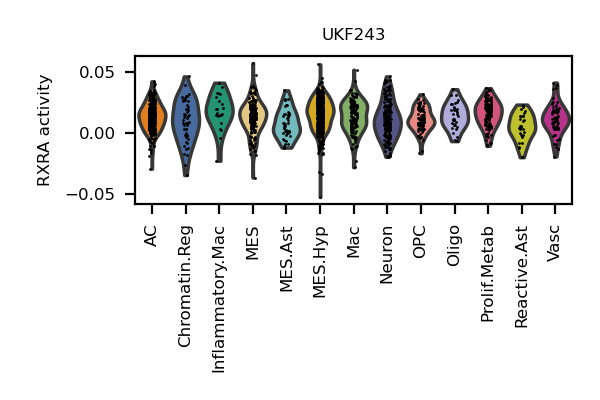 UKF243
RXRA activity
0.05
0.00
−0.05
AC
Chromatin.Reg
Inflammatory.Mac
MES
MES.Ast
MES.Hyp
Mac
Neuron
OPC
Oligo
Prolif.Metab
Reactive.Ast
Vasc